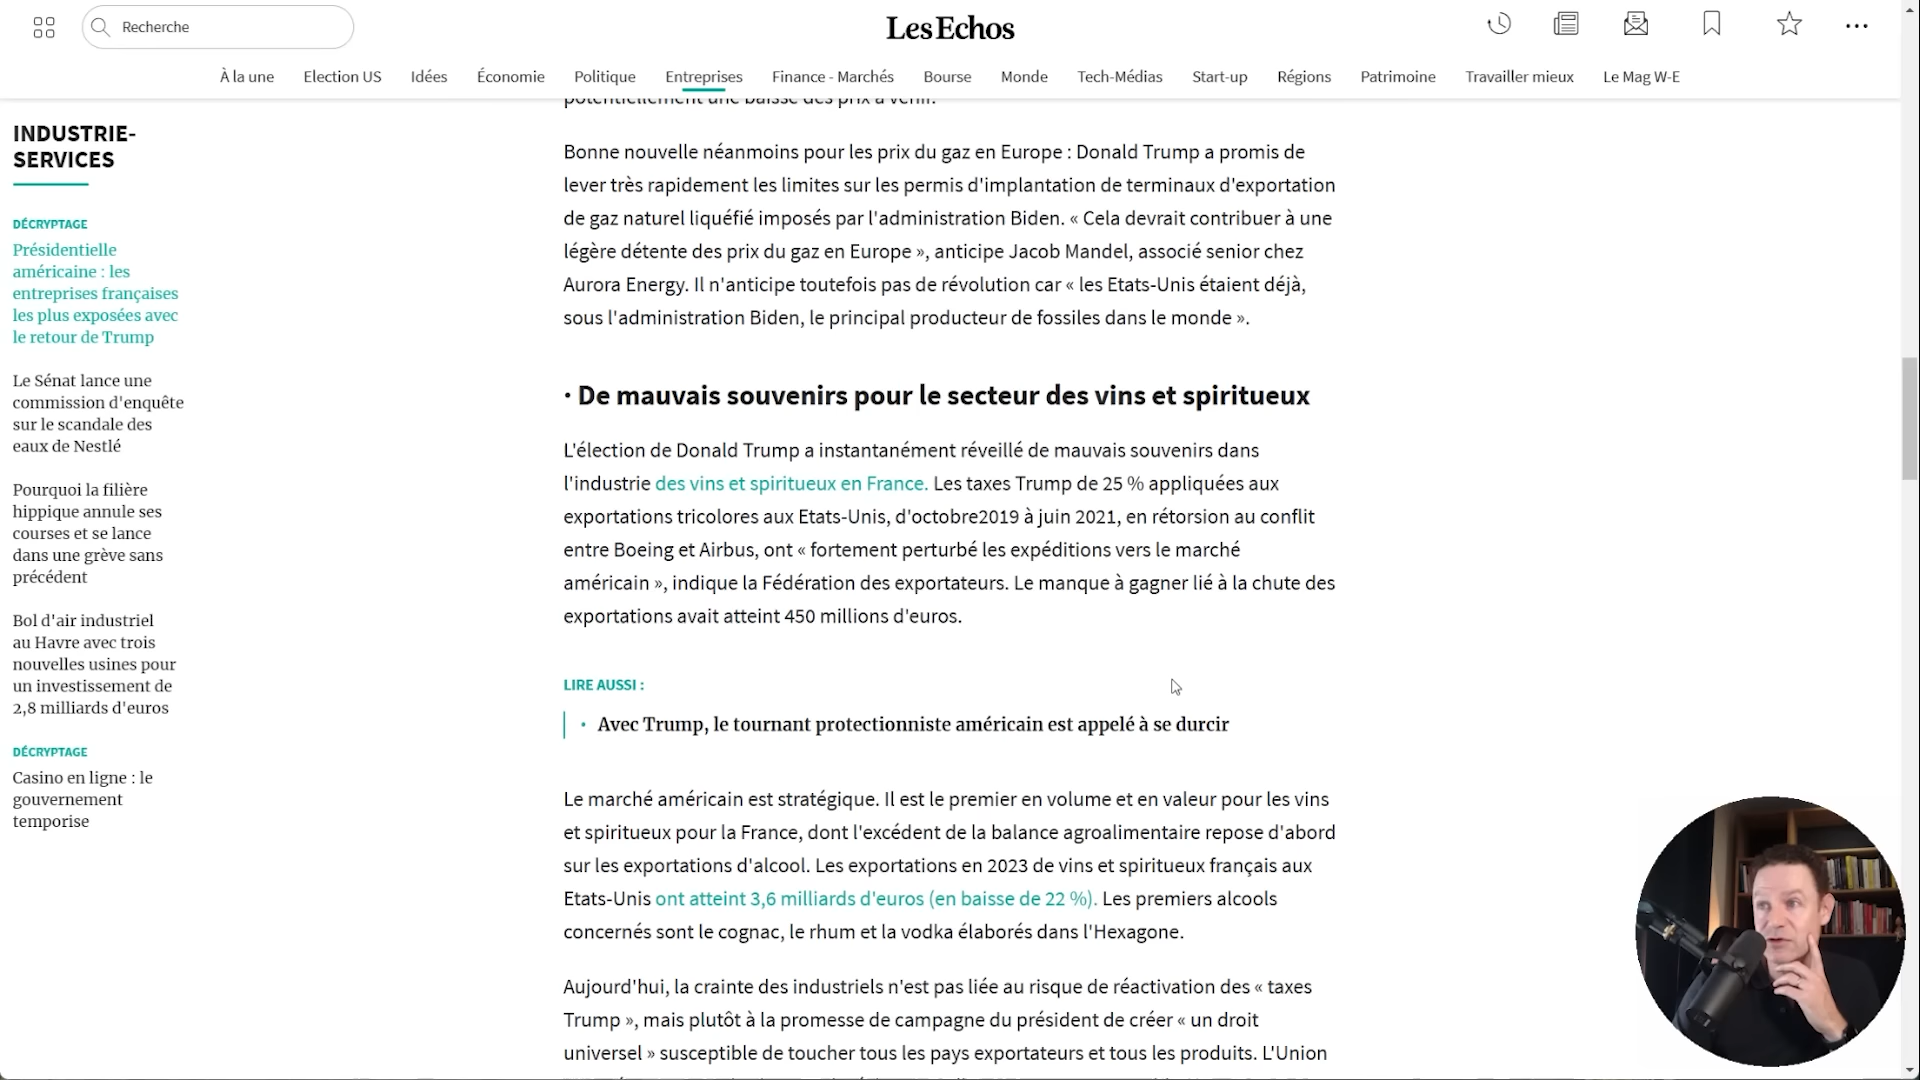 Recherche
Les Echos
À la une
Election US
Idées
Économie
Politique
Entreprises
Finance - Marchés
Bourse
Monde
Tech-Médias
Start-up
Régions
Patrimoine
Travailler mieux
Le Mag W-E
INDUSTRIE-
SERVICES
DÉCRYPTAGE
Présidentielle
américaine : les
entreprises françaises
les plus exposées avec
le retour de Trump
Le Sénat lance une
commission d'enquête
sur le scandale des
eaux de Nestlé
Pourquoi la filière
hippique annule ses
courses et se lance
dans une grève sans
précédent
Bol d'air industriel
au Havre avec trois
nouvelles usines pour
un investissement de
2,8 milliards d'euros
DÉCRYPTAGE
Casino en ligne : le
gouvernement
temporise
potentiellement une baisse des prix à venir.
Bonne nouvelle néanmoins pour les prix du gaz en Europe : Donald Trump a promis de
lever très rapidement les limites sur les permis d'implantation de terminaux d'exportation
de gaz naturel liquéfié imposés par l'administration Biden. « Cela devrait contribuer à une
légère détente des prix du gaz en Europe », anticipe Jacob Mandel, associé senior chez
Aurora Energy. Il n'anticipe toutefois pas de révolution car « les Etats-Unis étaient déjà,
sous l'administration Biden, le principal producteur de fossiles dans le monde ».
· De mauvais souvenirs pour le secteur des vins et spiritueux
L'élection de Donald Trump a instantanément réveillé de mauvais souvenirs dans
l'industrie des vins et spiritueux en France. Les taxes Trump de 25 % appliquées aux
exportations tricolores aux Etats-Unis, d'octobre2019 à juin 2021, en rétorsion au conflit
entre Boeing et Airbus, ont « fortement perturbé les expéditions vers le marché
américain », indique la Fédération des exportateurs. Le manque à gagner lié à la chute des
exportations avait atteint 450 millions d'euros.
LIRE AUSSI :
· Avec Trump, le tournant protectionniste américain est appelé à se durcir
Le marché américain est stratégique. Il est le premier en volume et en valeur pour les vins
et spiritueux pour la France, dont l'excédent de la balance agroalimentaire repose d'abord
sur les exportations d'alcool. Les exportations en 2023 de vins et spiritueux français aux
Etats-Unis ont atteint 3,6 milliards d'euros (en baisse de 22 %). Les premiers alcools
concernés sont le cognac, le rhum et la vodka élaborés dans l'Hexagone.
Aujourd'hui, la crainte des industriels n'est pas liée au risque de réactivation des « taxes
Trump », mais plutôt à la promesse de campagne du président de créer « un droit
universel » susceptible de toucher tous les pays exportateurs et tous les produits. L'Union